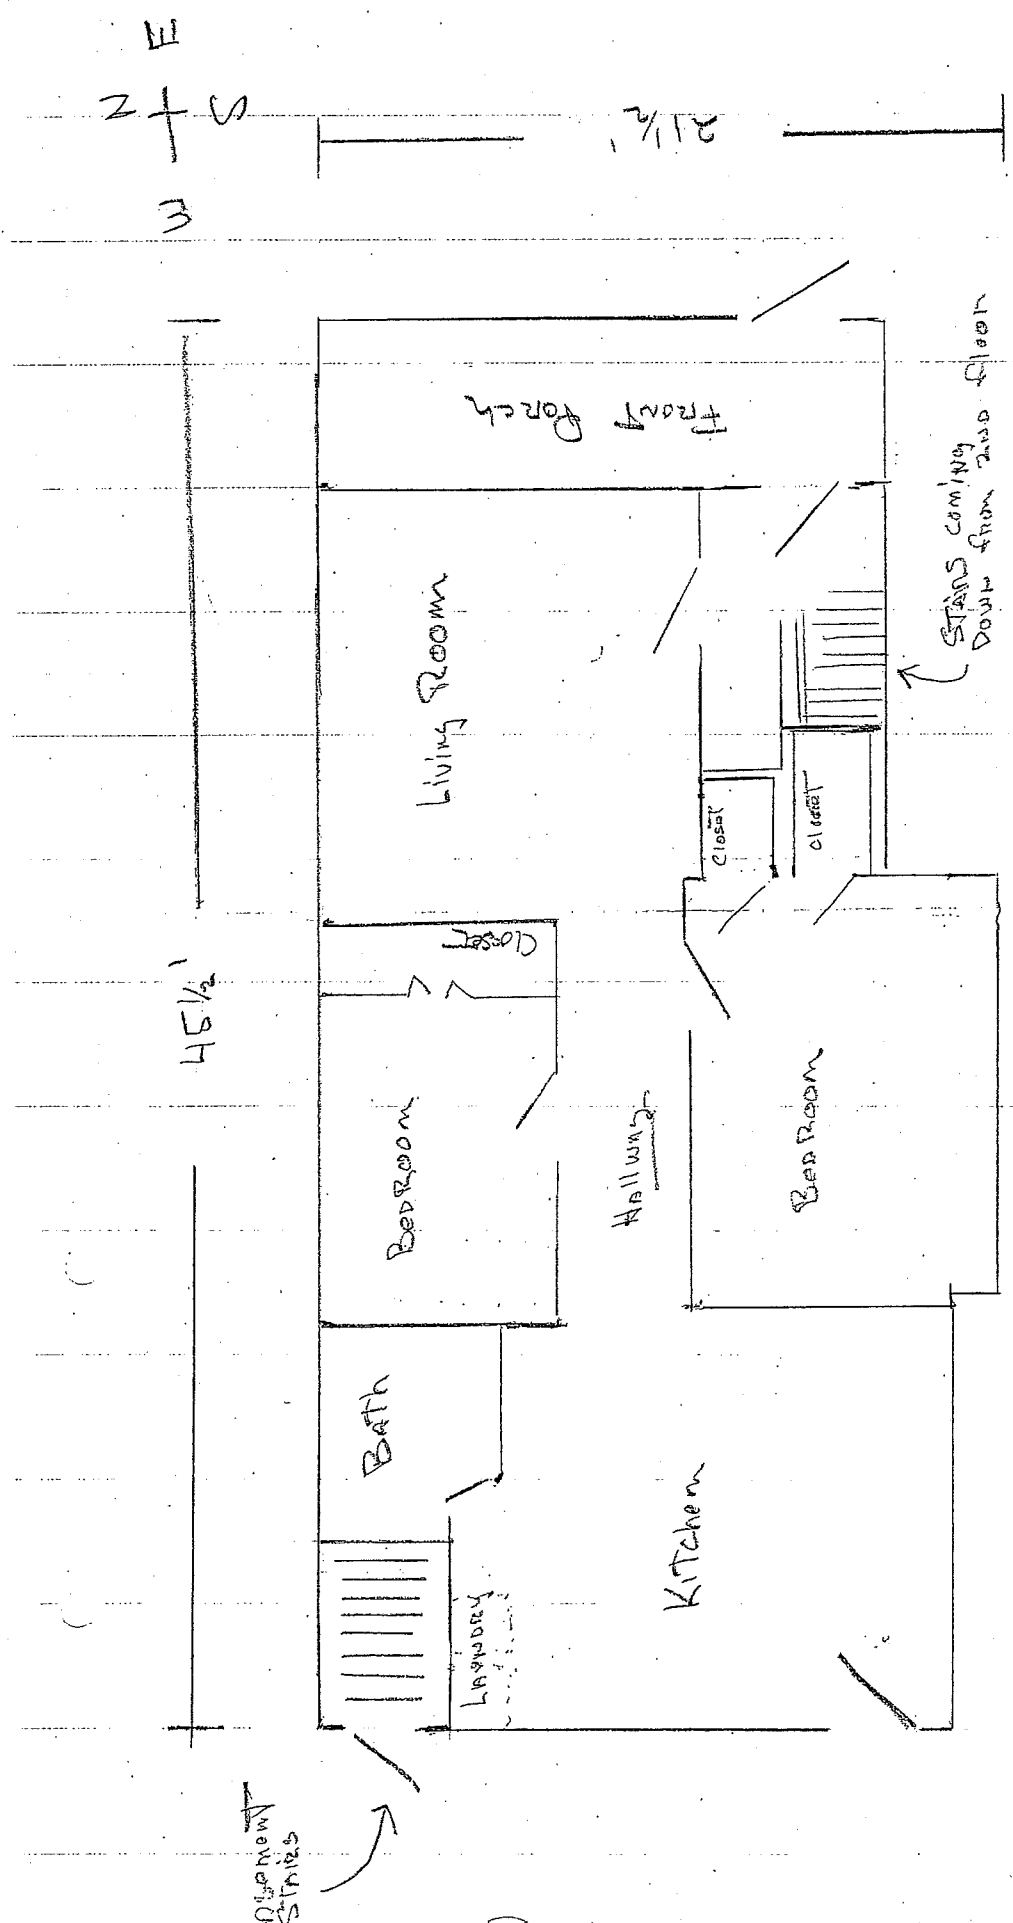 E
N S
W
21½'
Front Porch
Stairs coming
Down from 2nd floor
Living Room
Closet
Closet
Closet
45½'
BedRoom
Hallway
BedRoom
Bath
Kitchen
Laundry
Stairs